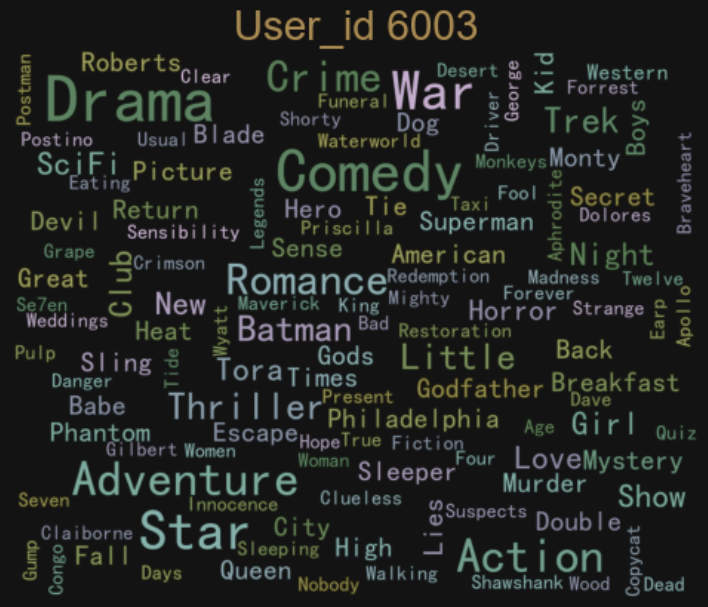 User_id 6003
Postman
Roberts
Clear
Crime
War
Desert
George
Kid
Western
Drama
Funeral
Driver
Forrest
Postino
Usual
Blade
Shorty
Dog
Trek
Boys
Waterworld
SciFi
Picture
Comedy
Monkeys
Monty
Braveheart
Eating
Legends
Fool
Secret
Devil
Return
Hero
Tie
Taxi
Aphrodite
Dolores
Sensibility
Priscilla
Superman
Grape
Club
Crimson
Sense
American
Night
Great
Romance
Redemption
Madness
Twelve
Se7en
New
Maverick
King
Mighty
Forever
Strange
Weddings
Heat
Wyatt
Batman
Bad
Restoration
Horror
Earp
Apollo
Pulp
Sling
Tide
Gods
Little
Back
Danger
Tora
Times
Godfather
Breakfast
Babe
Thriller
Present
Dave
Philadelphia
Phantom
Escape
Hope
True
Fiction
Age
Girl
Quiz
Gilbert
Women
Woman
Sleeper
Four
Love
Mystery
Adventure
Murder
Show
Seven
Innocence
Clueless
Claiborne
Star
City
Lies
Suspects
Double
Gump
Congo
Fall
Sleeping
High
Action
Copycat
Days
Queen
Nobody
Walking
Shawshank
Wood
Dead